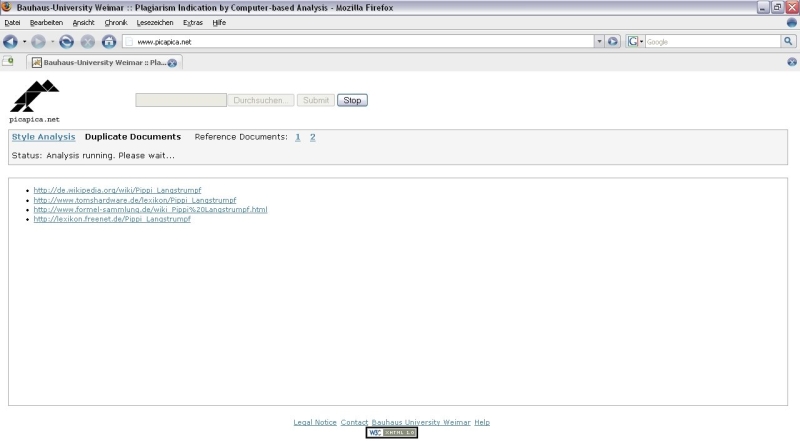 Bauhaus-University Weimar :: Plagiarism Indication by Computer-based Analysis - Mozilla Firefox
Datei Bearbeiten Ansicht Chronik Lesezeichen Extras Hilfe
www.picapica.net
Google
Bauhaus-University Weimar :: Pla...
picapica.net
Durchsuchen... Submit Stop
Style Analysis Duplicate Documents Reference Documents: 1 2
Status: Analysis running. Please wait...
http://de.wikipedia.org/wiki/Pippi_Langstrumpf
http://www.tomshardware.de/lexikon/Pippi_Langstrumpf
http://www.formel-sammlung.de/wiki_Pippi%20Langstrumpf.html
http://lexikon.freenet.de/Pippi_Langstrumpf
Legal Notice Contact Bauhaus University Weimar Help
W3C XHTML 1.0